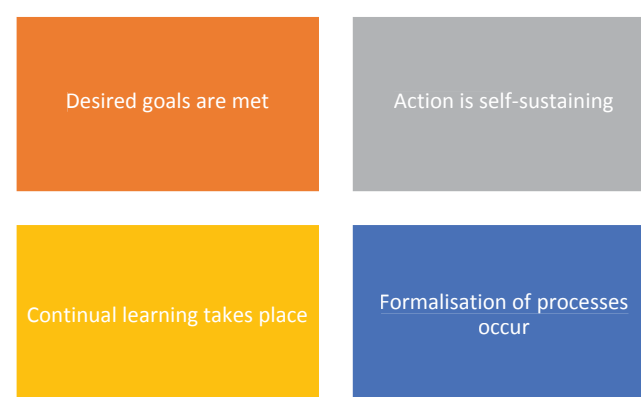 Desired goals are met
Action is self-sustaining
Continual learning takes place
Formalisation of processes
occur